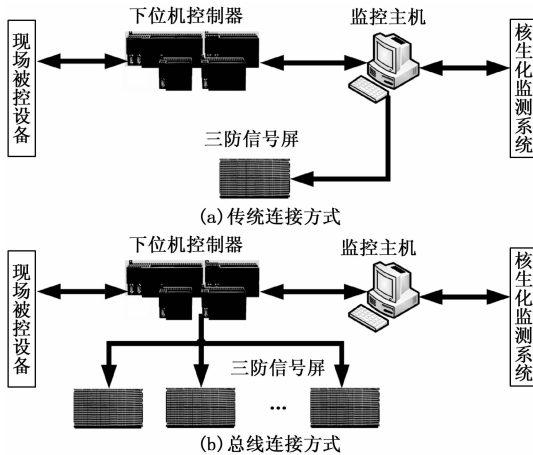 下位机控制器
监控主机
现场被控设备
核生化监测系统
三防信号屏
(a)传统连接方式
下位机控制器
监控主机
现场被控设备
核生化监测系统
三防信号屏
...
(b)总线连接方式